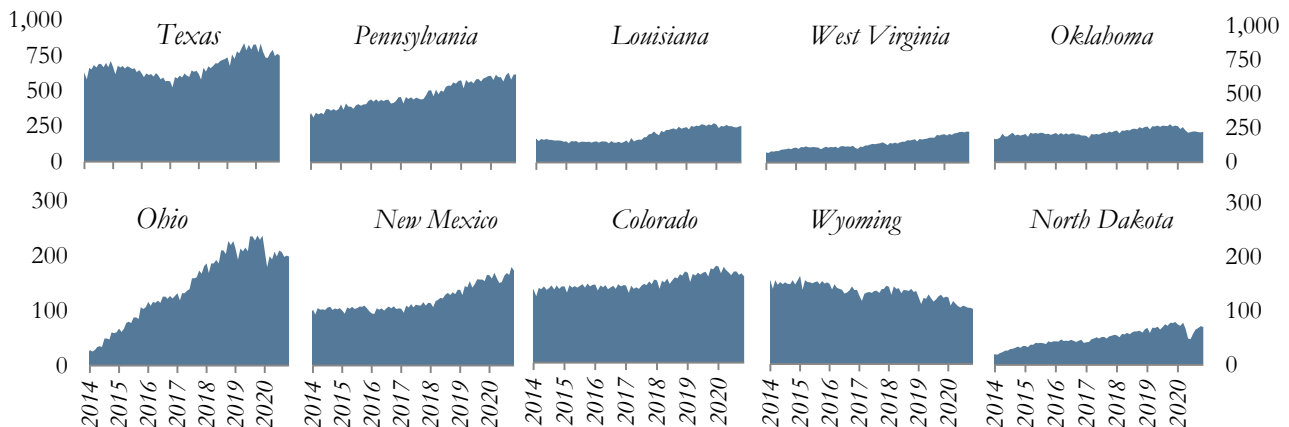 1,000 Texas Pennsylvania Louisiana West Virginia Oklahoma 1,000
750 750
500 500
250 250
0 0
300 Ohio New Mexico Colorado Wyoming North Dakota 300
200 200
100 100
0 0
2014 2015 2016 2017 2018 2019 2020 2014 2015 2016 2017 2018 2019 2020 2014 2015 2016 2017 2018 2019 2020 2014 2015 2016 2017 2018 2019 2020 2014 2015 2016 2017 2018 2019 2020